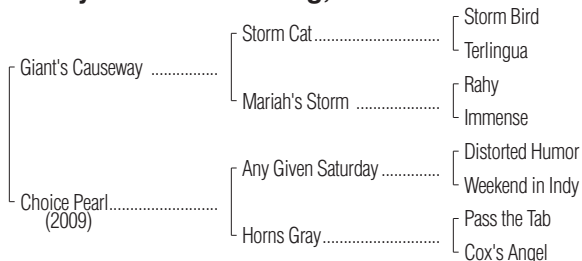 Storm Bird
Storm Cat
Terlingua
Giant's Causeway
Rahy
Mariah's Storm
Immense
Distorted Humor
Any Given Saturday
Weekend in Indy
Choice Pearl
(2009)
Pass the Tab
Horns Gray
Cox's Angel